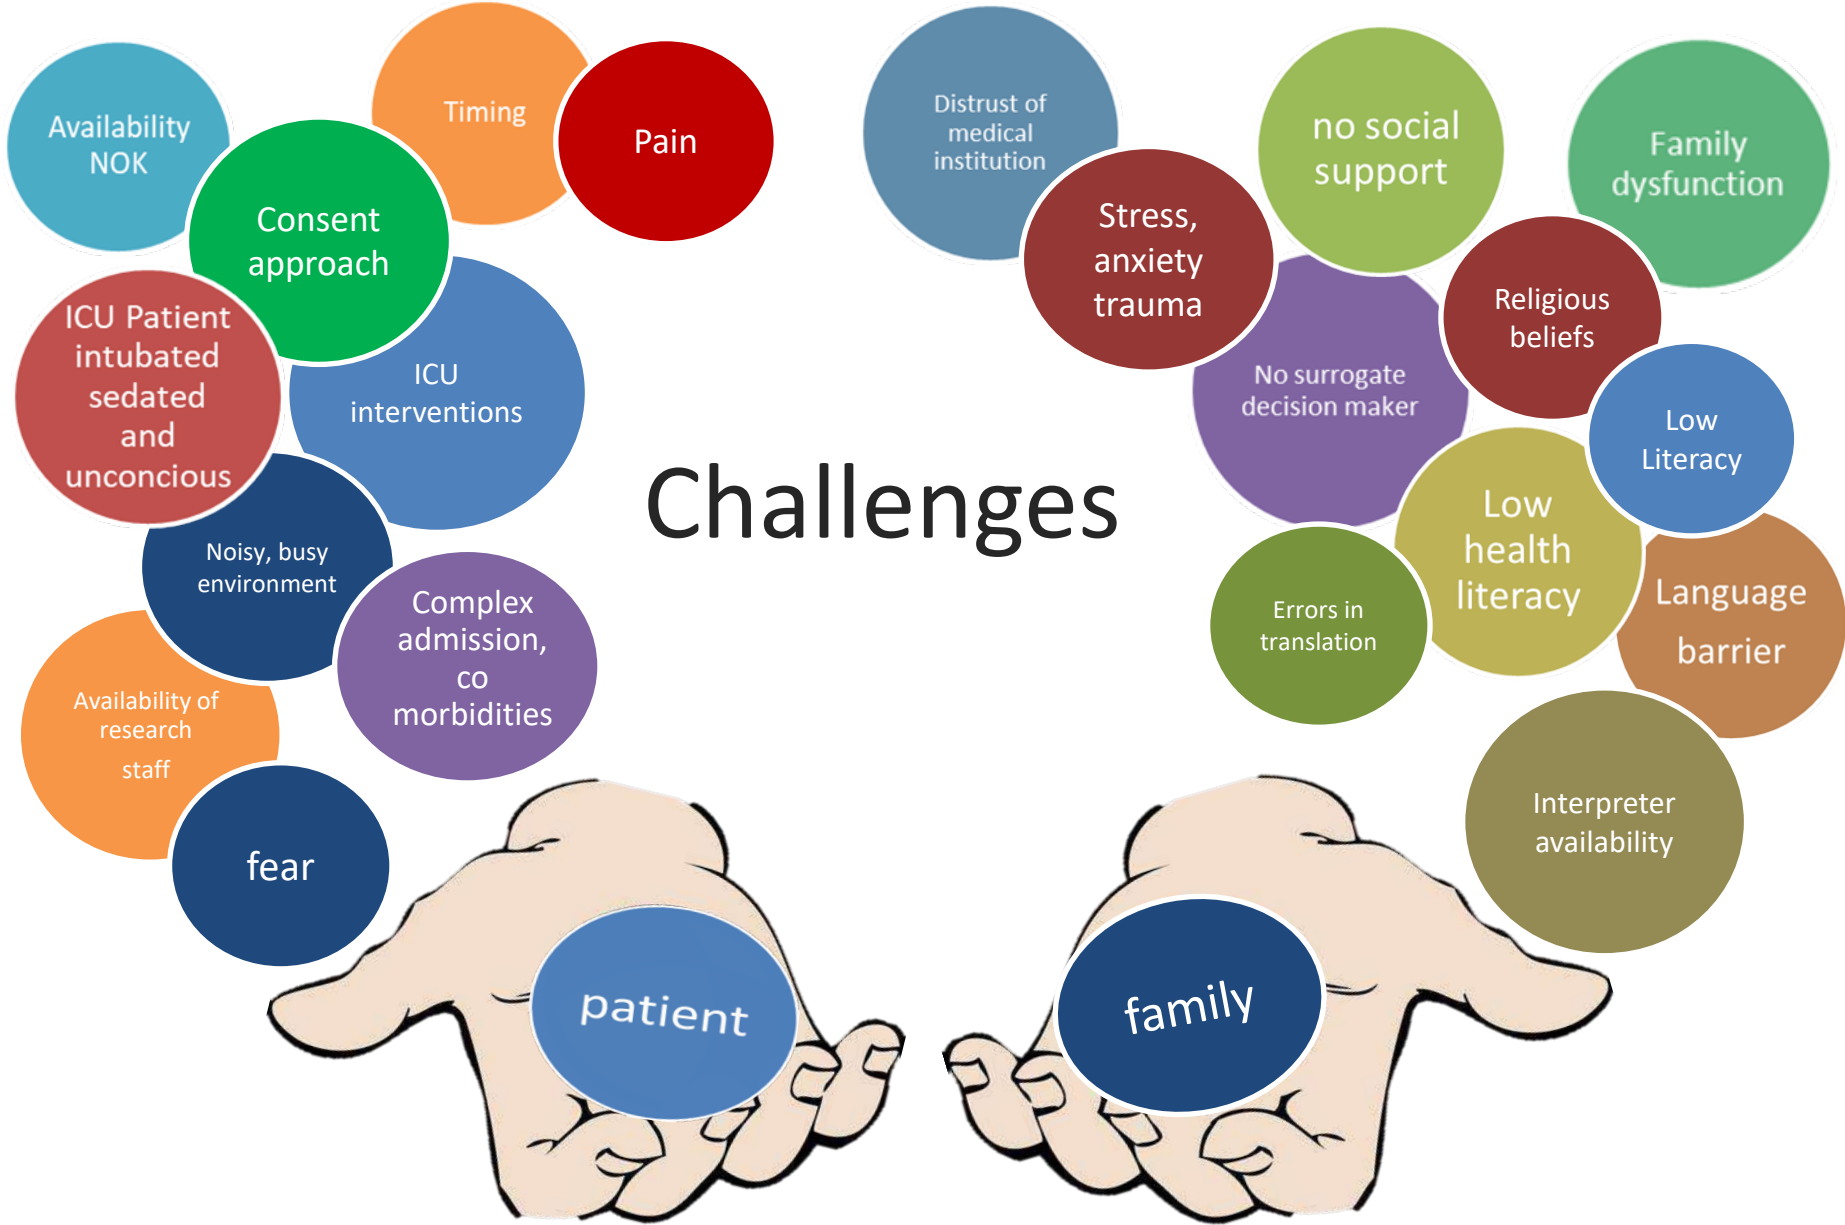 Availability
NOK
Timing
Pain
Consent
approach
ICU Patient
intubated
sedated
and
unconcious
ICU
interventions
Noisy, busy
environment
Complex
admission,
co
morbidities
Availability of
research
staff
fear
patient
Challenges
Distrust of
medical
institution
Stress,
anxiety
trauma
no social
support
Family
dysfunction
Religious
beliefs
No surrogate
decision maker
Low
Literacy
Low
health
literacy
Language
barrier
Errors in
translation
Interpreter
availability
family